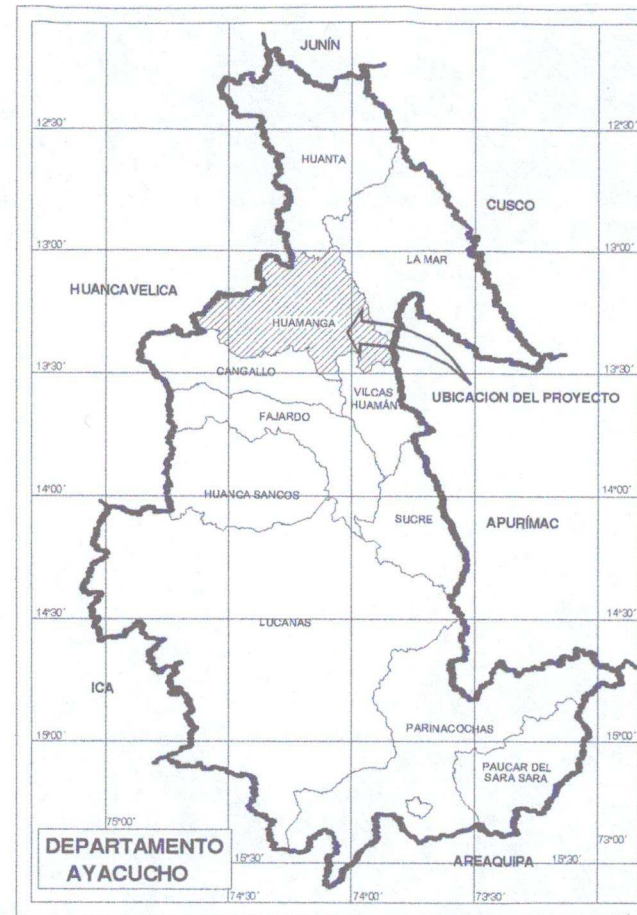 JUNÍN
12°30'
12°30'
HUANTA
CUSCO
13°00'
13°00'
LA MAR
HUANCAVELICA
HUAMANGA
13°30'
13°30'
CANGALLO
VILCAS
HUAMÁN
UBICACION DEL PROYECTO
FAJARDO
14°00'
14°00'
HUANCA SANCOS
SUCRE
APURÍMAC
14°30'
14°30'
LUCANAS
ICA
PARINACOCHAS
19°00'
15°00'
PAUCAR DEL
SARA SARA
75°00'
73°00'
DEPARTAMENTO
AYACUCHO
15°30'
AREAQUIPA
15°30'
74°30'
74°00'
73°30'